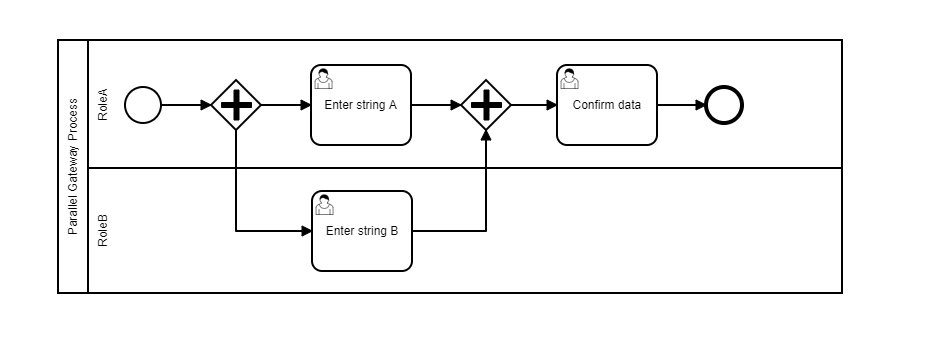 Parallel Gateway Process
RoleA
Enter string A
Confirm data
RoleB
Enter string B